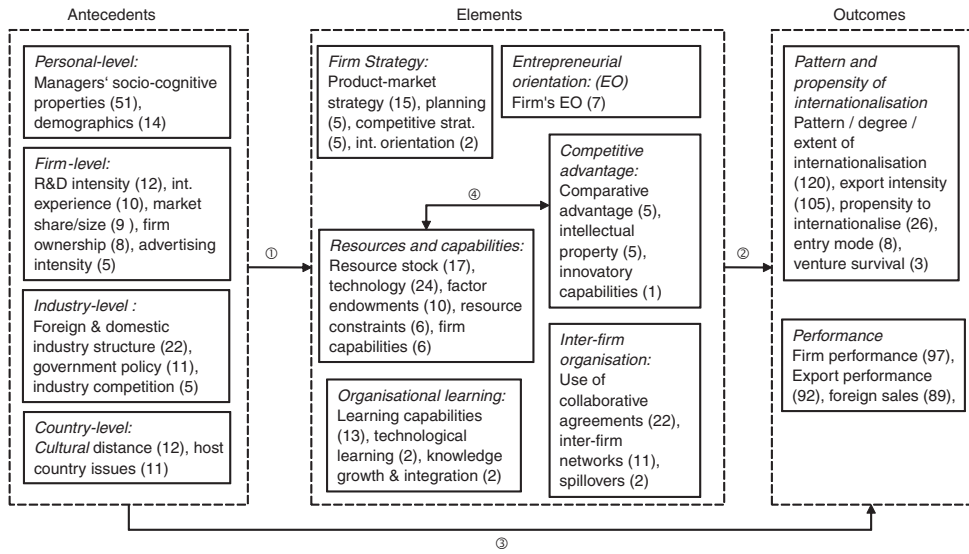 Antecedents
Elements
Outcomes
Personal-level:
Managers‘ socio-cognitive
properties (51),
demographics (14)
Firm-level:
R&D intensity (12), int.
experience (10), market
share/size (9 ), firm
ownership (8), advertising
intensity (5)
Industry-level :
Foreign & domestic
industry structure (22),
government policy (11),
industry competition (5)
Country-level:
Cultural distance (12), host
country issues (11)
①
Firm Strategy:
Product-market
strategy (15), planning
(5), competitive strat.
(5), int. orientation (2)
Entrepreneurial
orientation: (EO)
Firm's EO (7)
④
Competitive
advantage:
Comparative
advantage (5),
intellectual
property (5),
innovatory
capabilities (1)
Resources and capabilities:
Resource stock (17),
technology (24), factor
endowments (10), resource
constraints (6), firm
capabilities (6)
Inter-firm
organisation:
Use of
collaborative
agreements (22),
inter-firm
networks (11),
spillovers (2)
Organisational learning:
Learning capabilities
(13), technological
learning (2), knowledge
growth & integration (2)
②
Pattern and
propensity of
internationalisation
Pattern / degree /
extent of
internationalisation
(120), export intensity
(105), propensity to
internationalise (26),
entry mode (8),
venture survival (3)
Performance
Firm performance (97),
Export performance
(92), foreign sales (89),
③